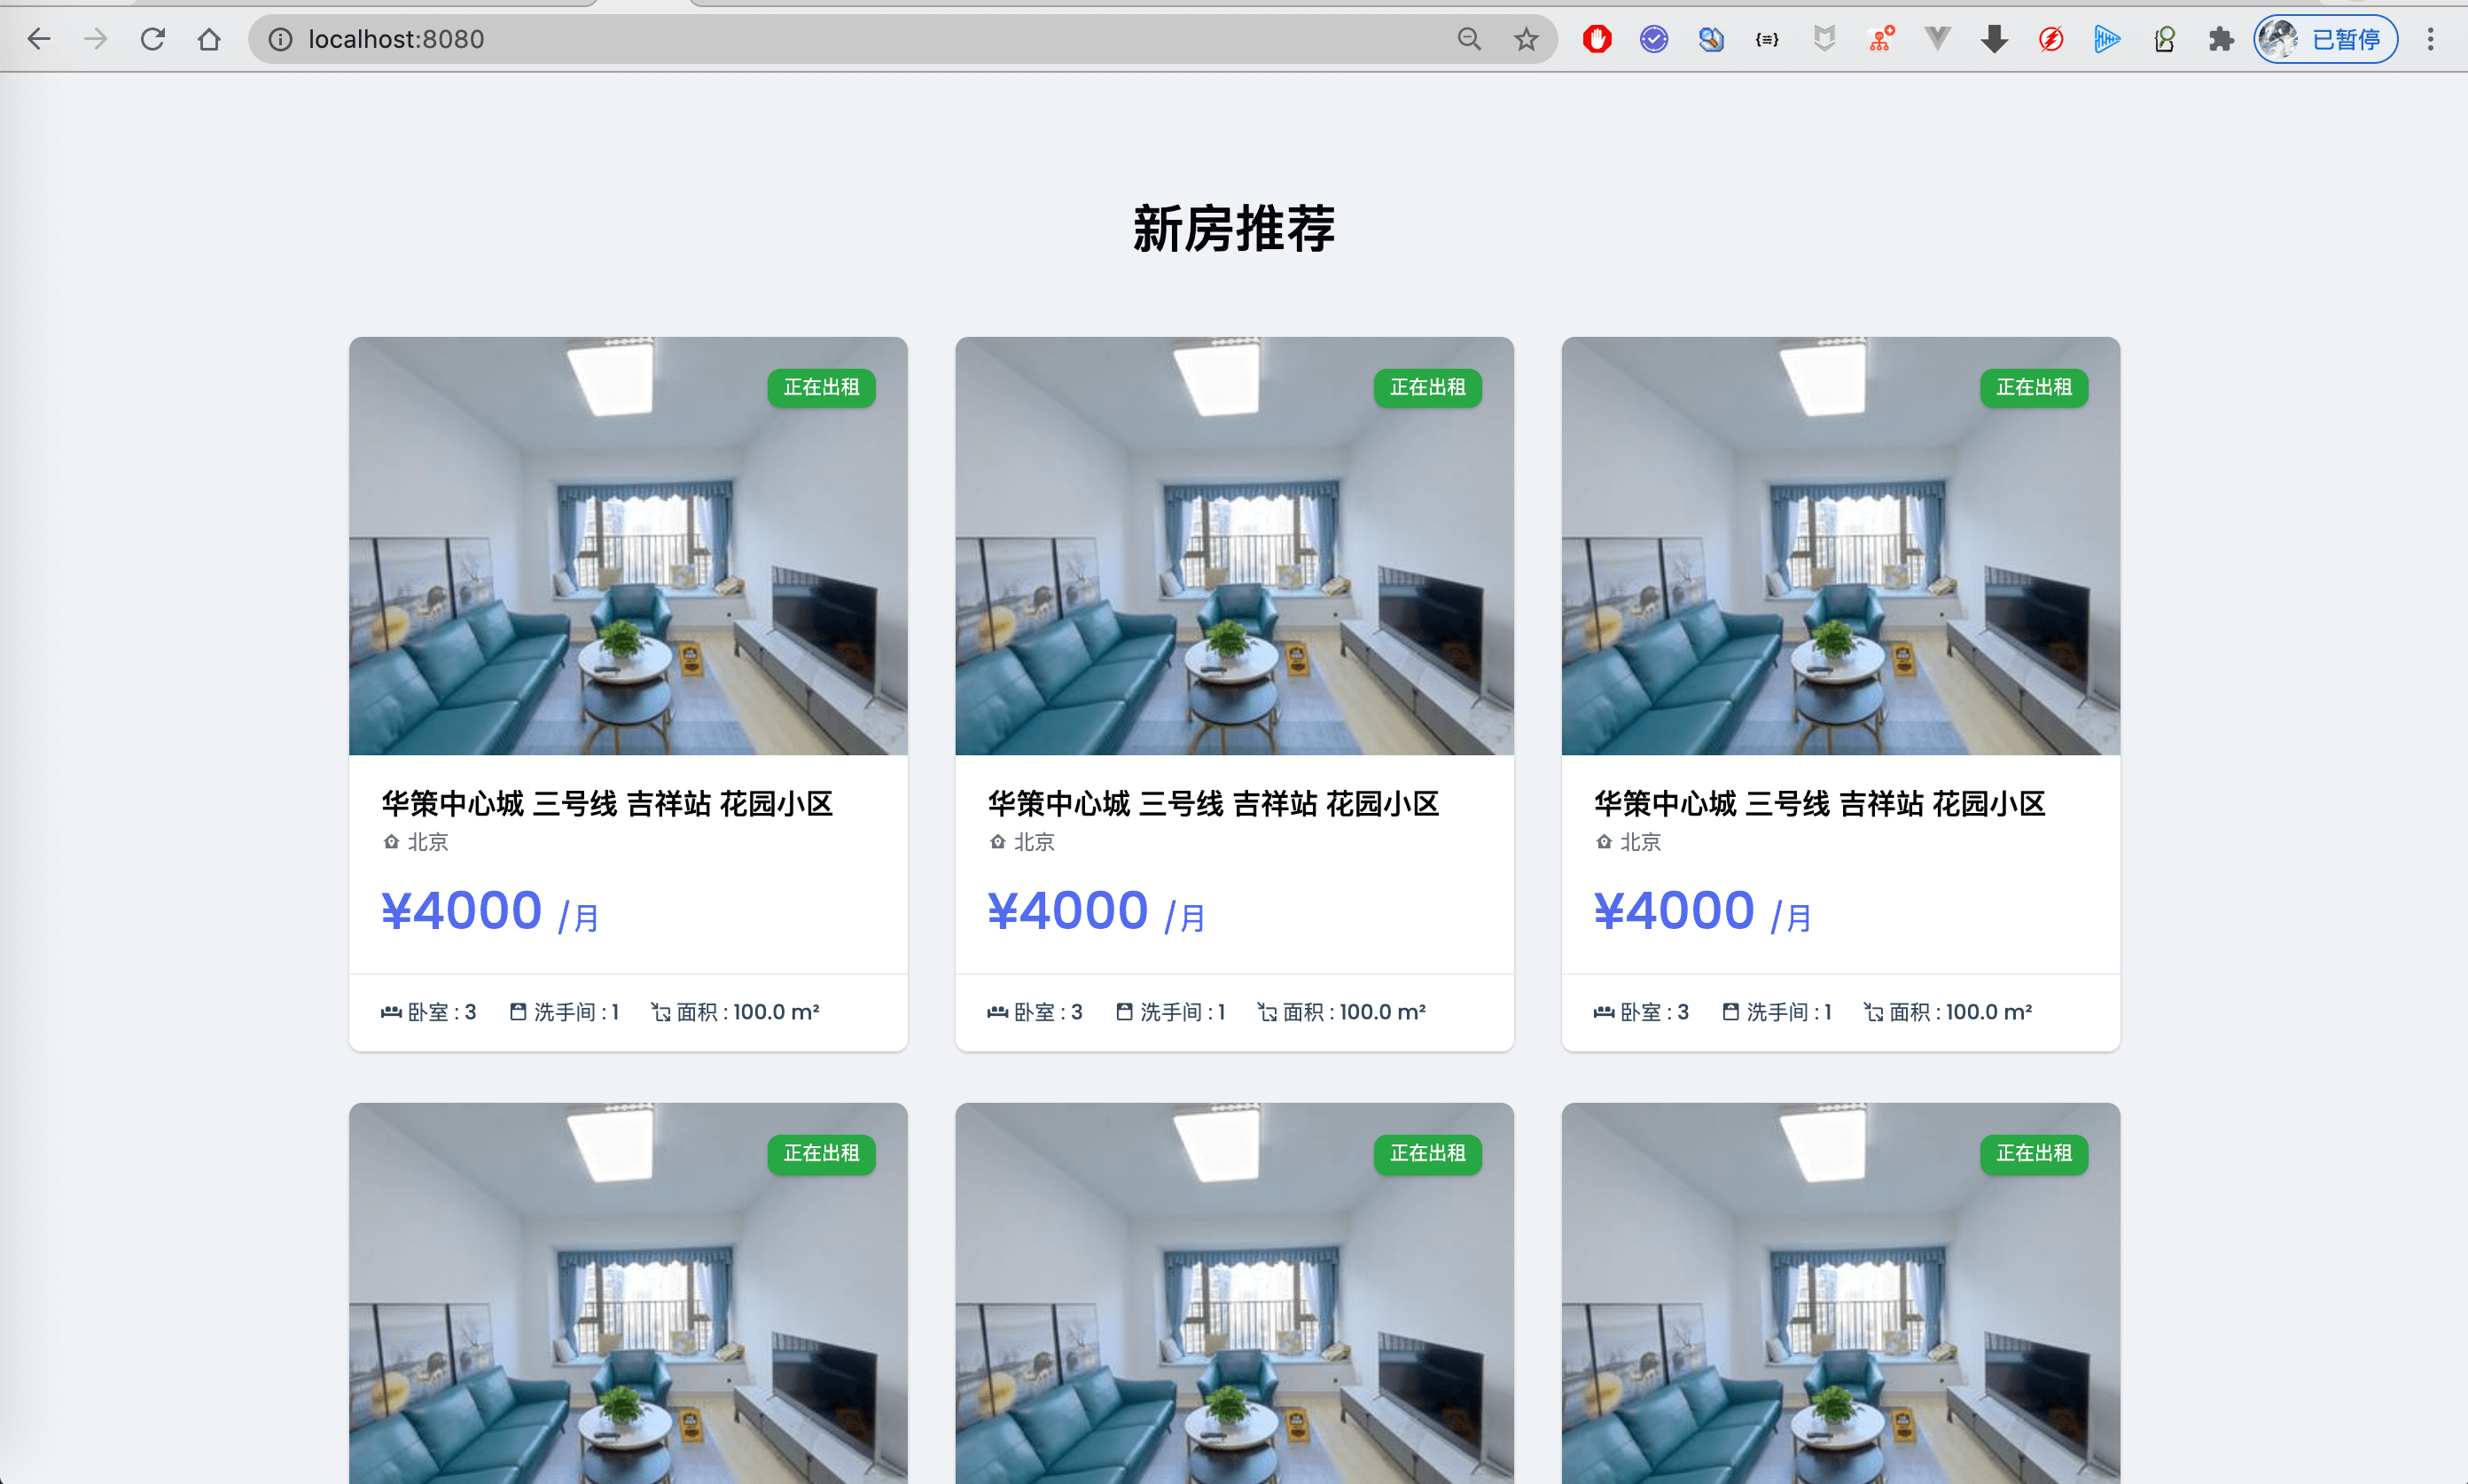 localhost:8080
已暂停
新房推荐
正在出租
正在出租
正在出租
华策中心城 三号线 吉祥站 花园小区
北京
¥4000 /月
卧室 : 3 洗手间 : 1 面积 : 100.0 m²
华策中心城 三号线 吉祥站 花园小区
北京
¥4000 /月
卧室 : 3 洗手间 : 1 面积 : 100.0 m²
华策中心城 三号线 吉祥站 花园小区
北京
¥4000 /月
卧室 : 3 洗手间 : 1 面积 : 100.0 m²
正在出租
正在出租
正在出租